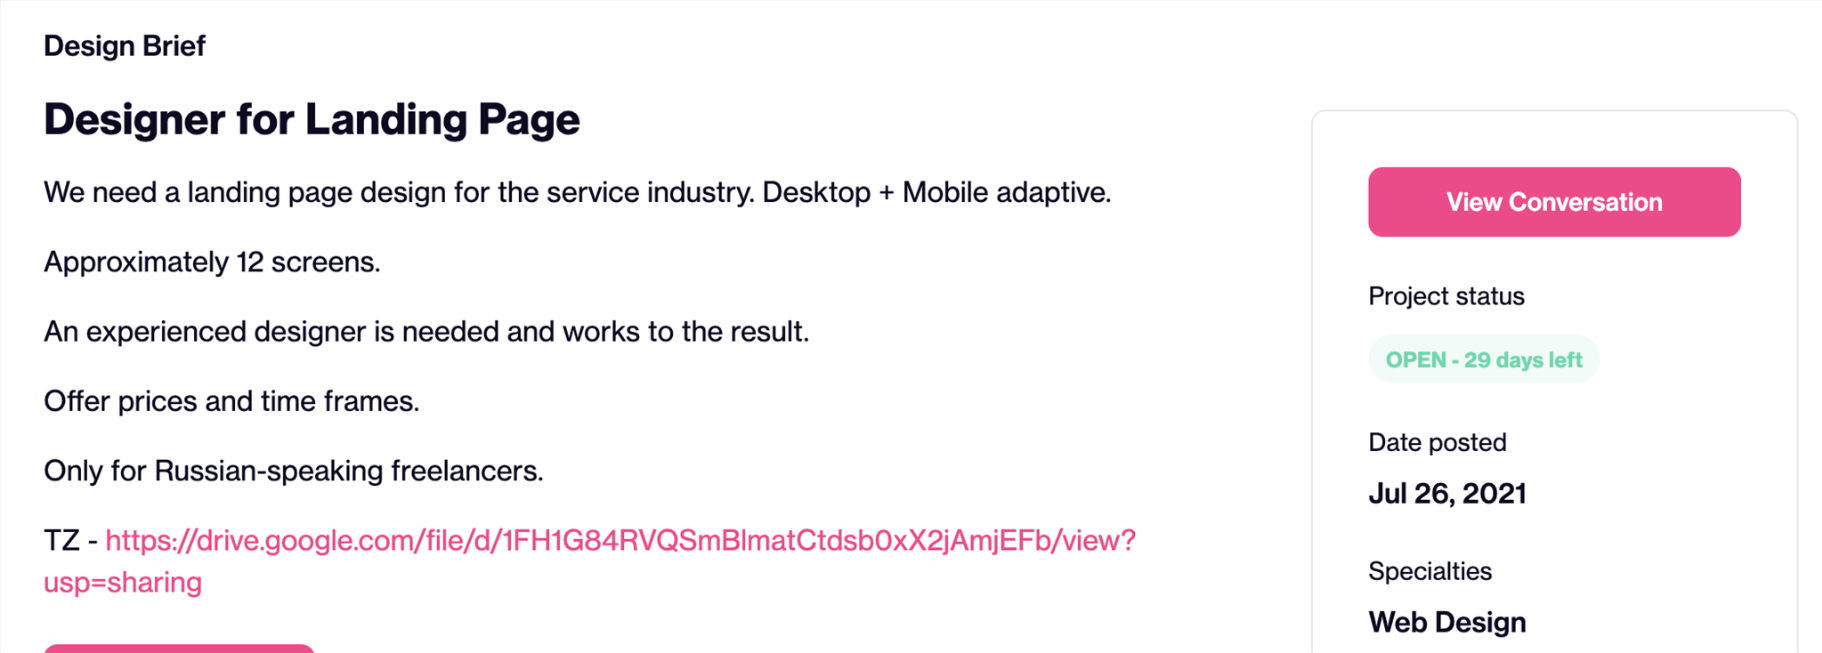 Design Brief
Designer for Landing Page
We need a landing page design for the service industry. Desktop + Mobile adaptive.
Approximately 12 screens.
An experienced designer is needed and works to the result.
Offer prices and time frames.
Only for Russian-speaking freelancers.
TZ - https://drive.google.com/file/d/1FH1G84RVQSmBlmatCtdsb0xX2jAmjEFb/view?
usp=sharing
View Conversation
Project status
OPEN - 29 days left
Date posted
Jul 26, 2021
Specialties
Web Design